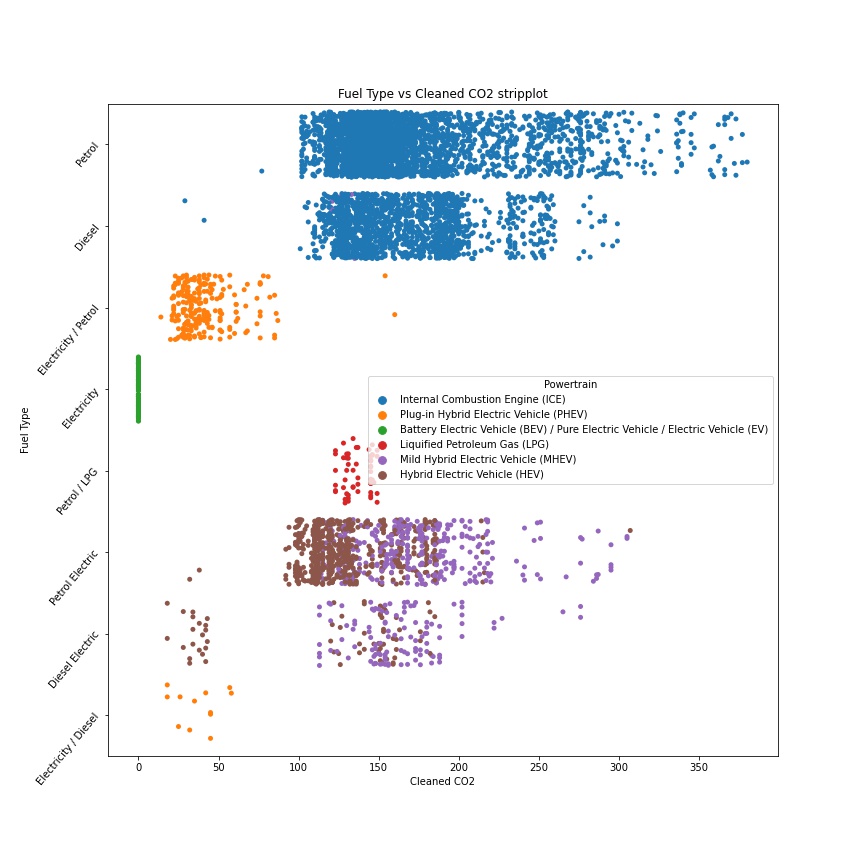 Fuel Type vs Cleaned CO2 stripplot
Petrol
Diesel
Electricity / Petrol
Electricity
Petrol / LPG
Petrol Electric
Diesel Electric
Electricity / Diesel
Fuel Type
Powertrain
Internal Combustion Engine (ICE)
Plug-in Hybrid Electric Vehicle (PHEV)
Battery Electric Vehicle (BEV) / Pure Electric Vehicle / Electric Vehicle (EV)
Liquified Petroleum Gas (LPG)
Mild Hybrid Electric Vehicle (MHEV)
Hybrid Electric Vehicle (HEV)
0 50 100 150 200 250 300 350
Cleaned CO2